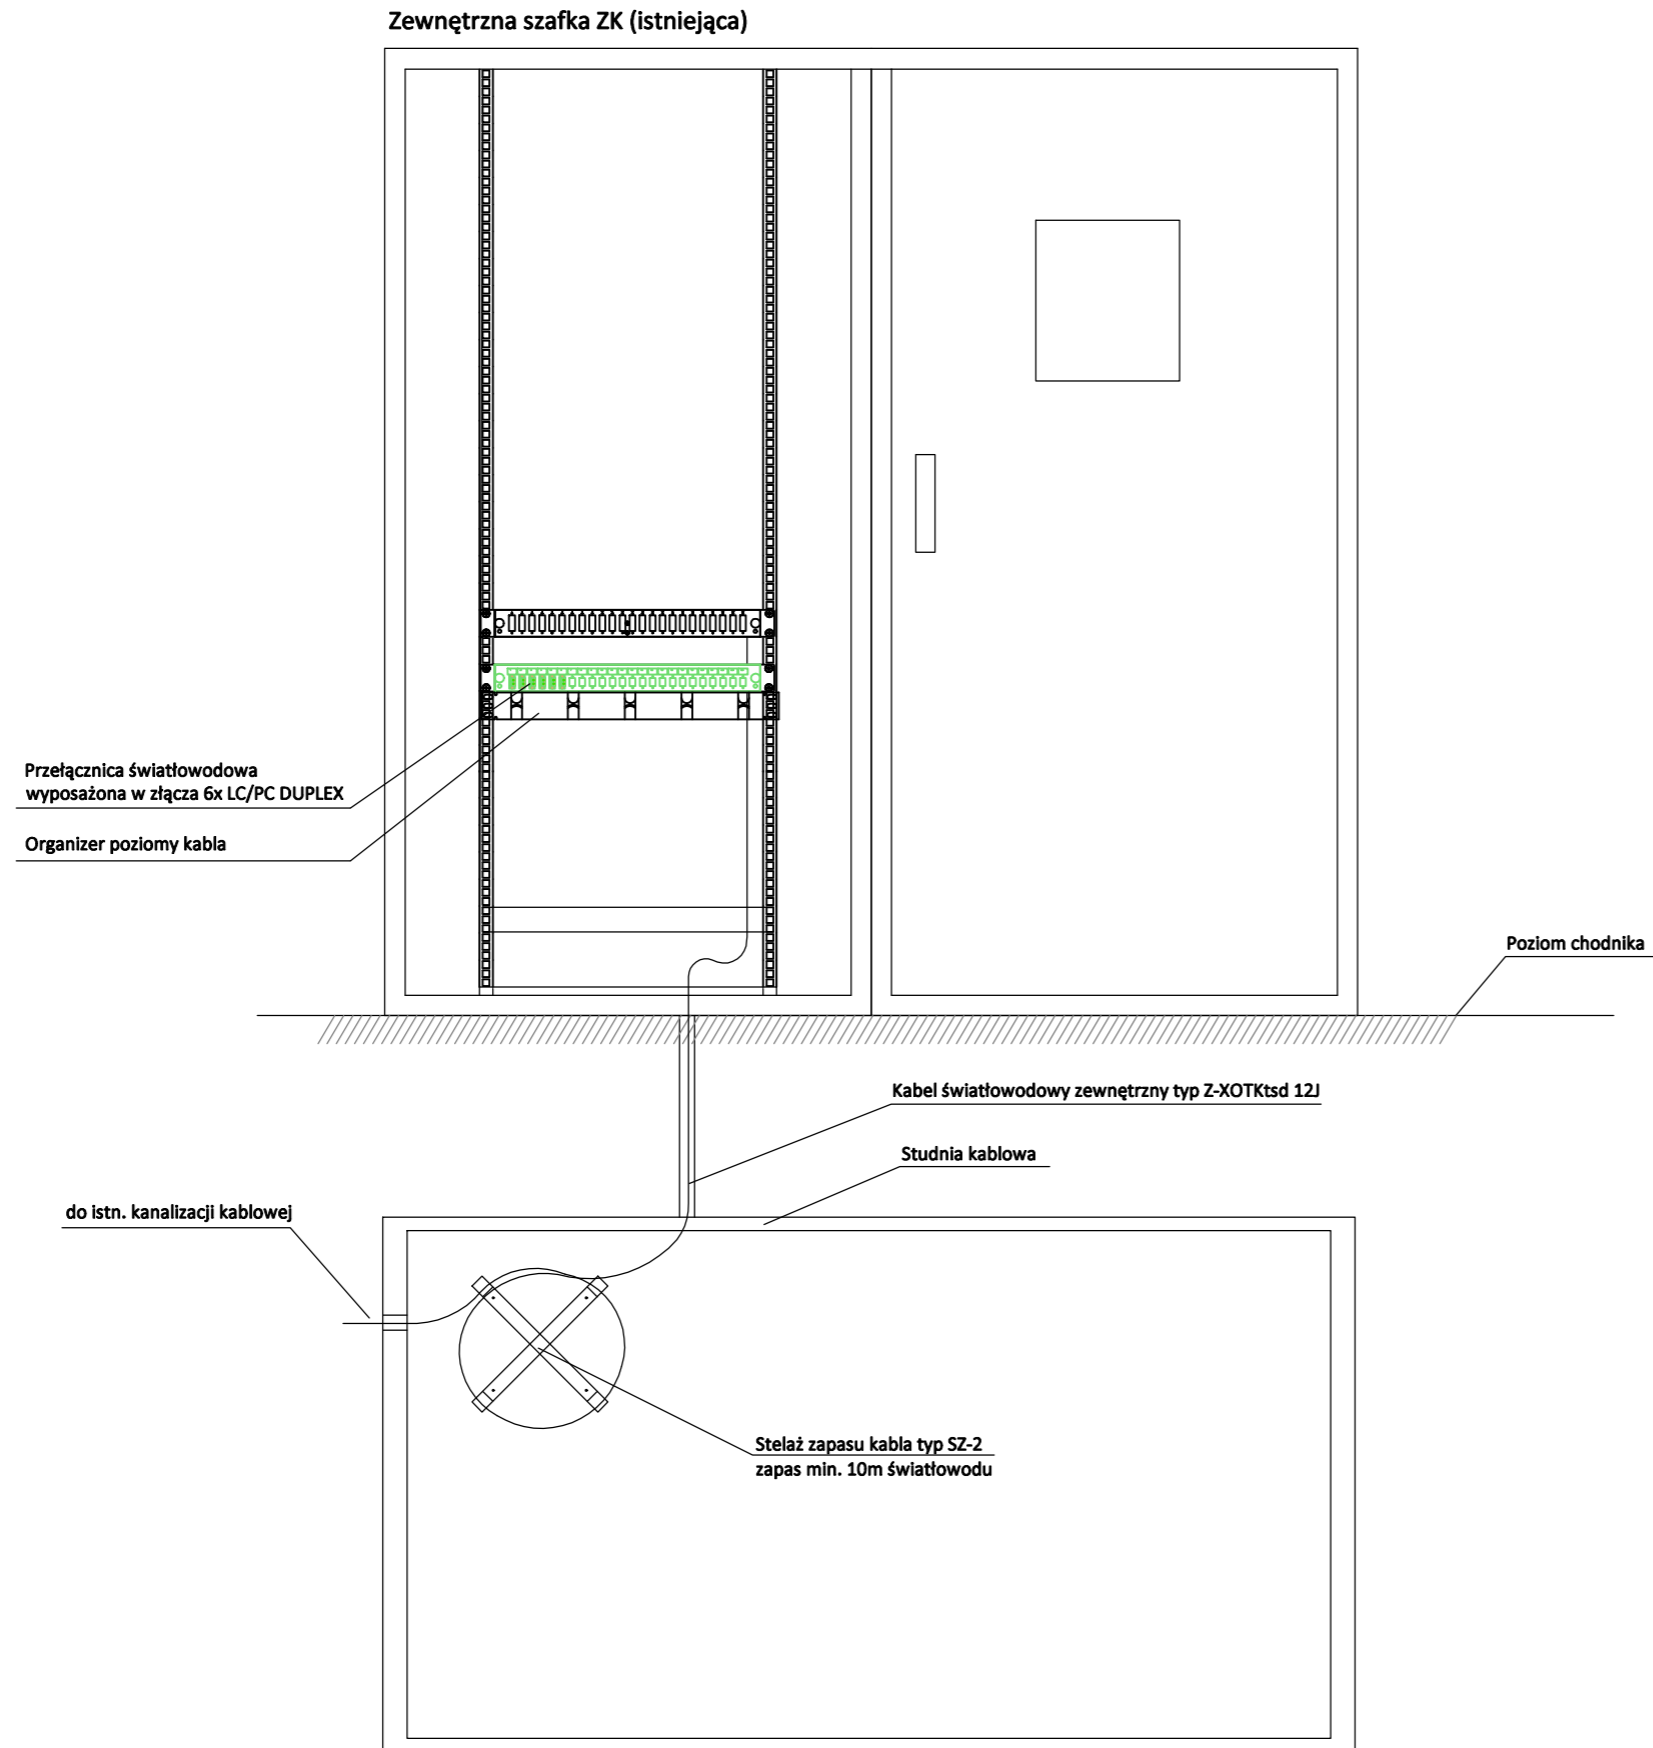 Zewnętrzna szafka ZK (istniejąca)
Przełącznica światłowodowa
wyposażona w złącza 6x LC/PC DUPLEX
Organizer poziomy kabla
Poziom chodnika
Kabel światłowodowy zewnętrzny typ Z-XOTKtsd 12J
Studnia kablowa
do istn. kanalizacji kablowej
Stelaż zapasu kabla typ SZ-2
zapas min. 10m światłowodu